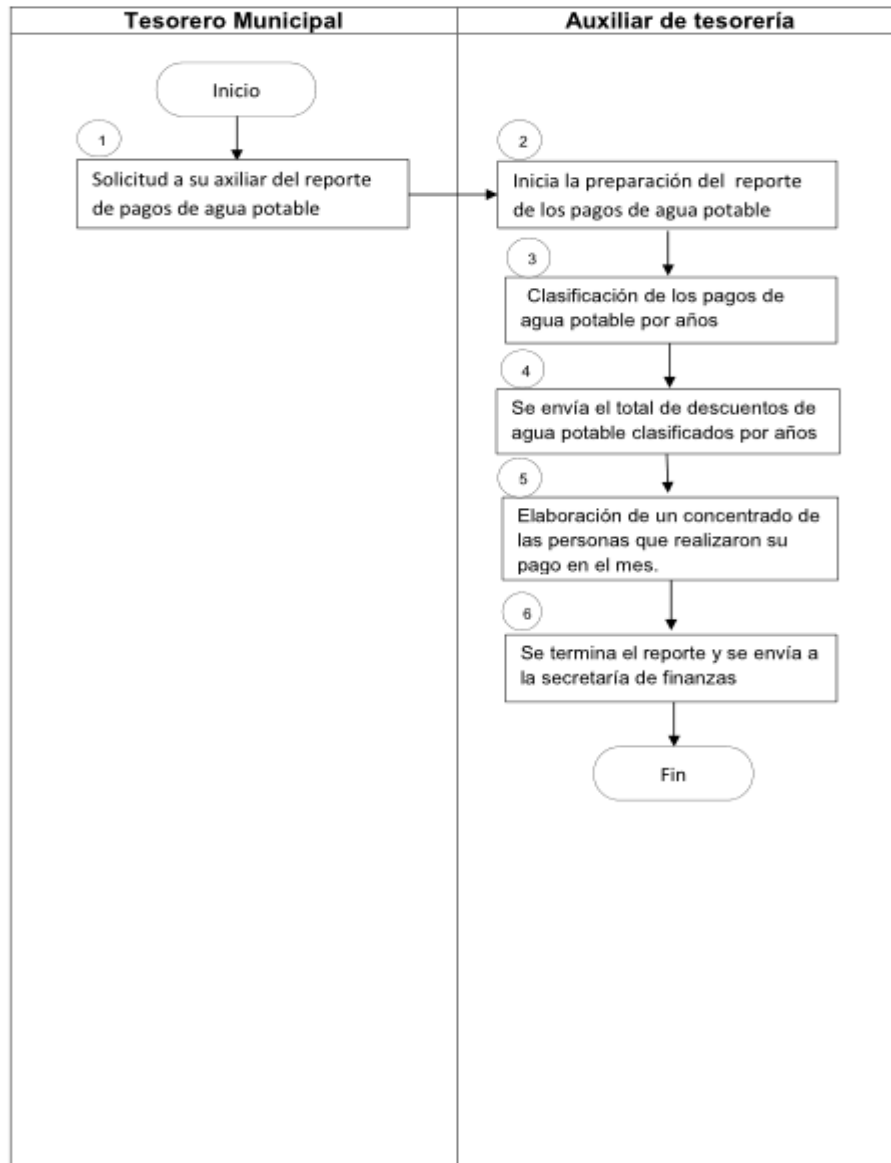 Tesorero Municipal
Auxiliar de tesorería
Inicio
1
Solicitud a su axiliar del reporte
de pagos de agua potable
2
Inicia la preparación del reporte
de los pagos de agua potable
3
Clasificación de los pagos de
agua potable por años
4
Se envía el total de descuentos de
agua potable clasificados por años
5
Elaboración de un concentrado de
las personas que realizaron su
pago en el mes.
6
Se termina el reporte y se envía a
la secretaría de finanzas
Fin